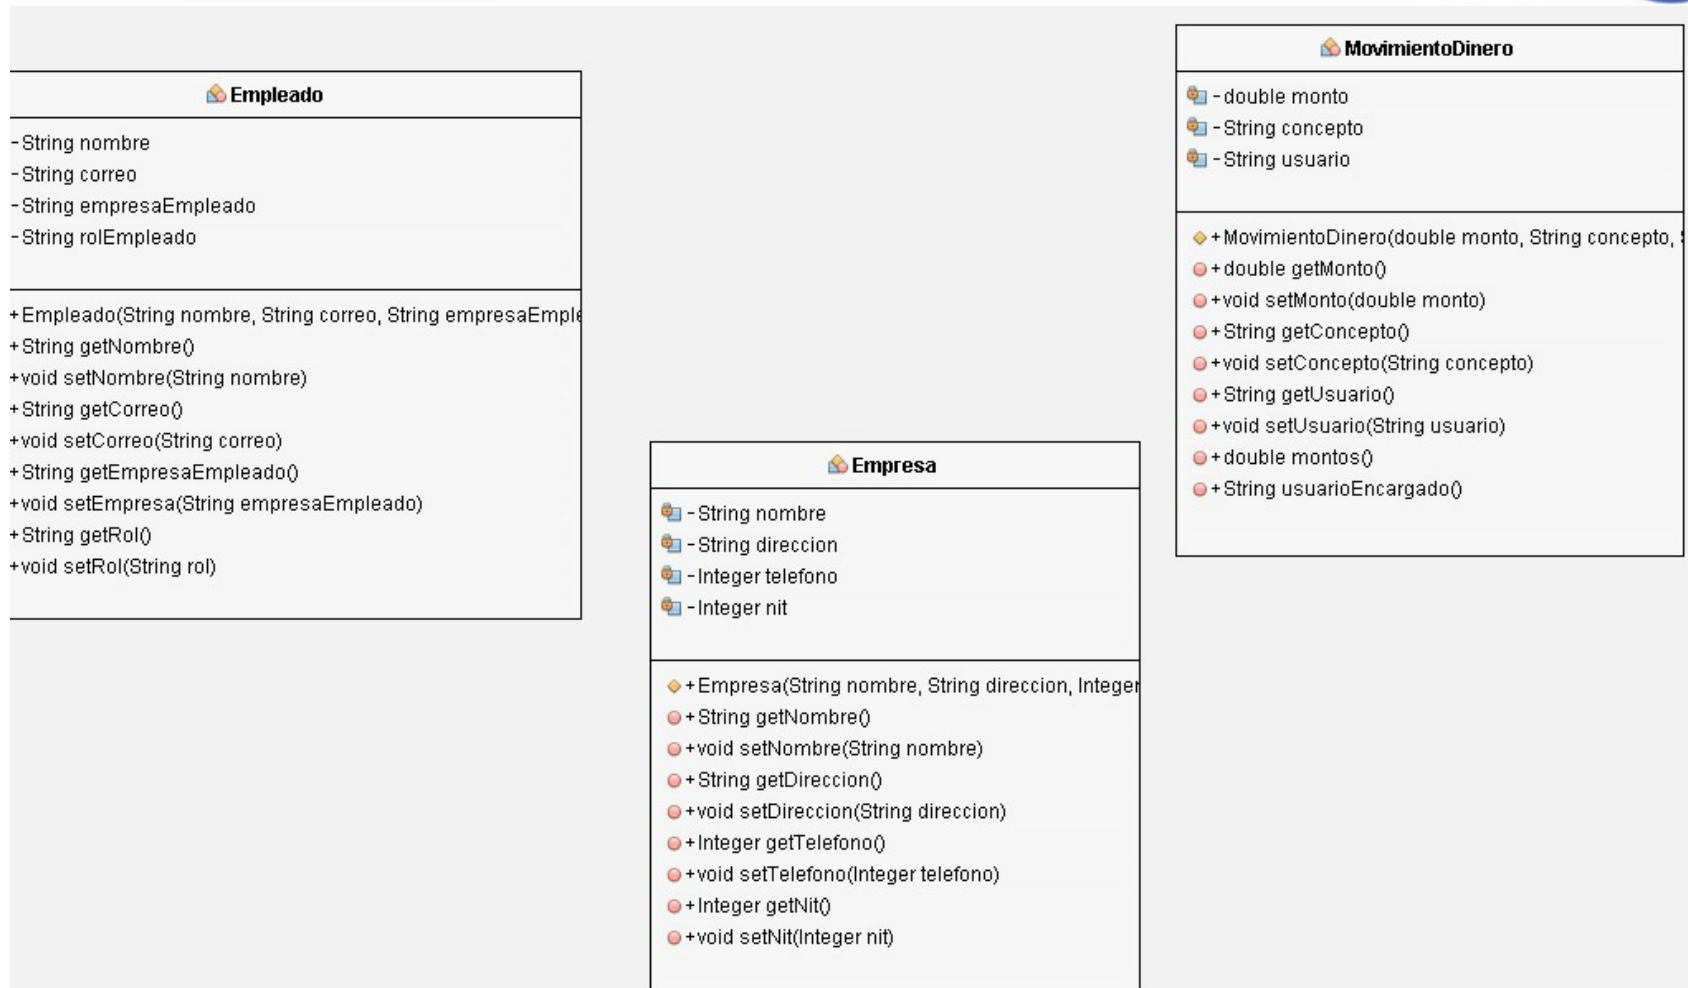 Empleado
-String nombre
-String correo
-String empresaEmpleado
-String rolEmpleado
+Empleado(String nombre, String correo, String empresaEmple
+String getNombre()
+void setNombre(String nombre)
+String getCorreo()
+void setCorreo(String correo)
+String getEmpresaEmpleado()
+void setEmpresa(String empresaEmpleado)
+String getRol()
+void setRol(String rol)
Empresa
-String nombre
-String direccion
-Integer telefono
-Integer nit
+Empresa(String nombre, String direccion, Integer
+String getNombre()
+void setNombre(String nombre)
+String getDireccion()
+void setDireccion(String direccion)
+Integer getTelefono()
+void setTelefono(Integer telefono)
+Integer getNit()
+void setNit(Integer nit)
MovimientoDinero
-double monto
-String concepto
-String usuario
+MovimientoDinero(double monto, String concepto,
+double getMonto()
+void setMonto(double monto)
+String getConcepto()
+void setConcepto(String concepto)
+String getUsuario()
+void setUsuario(String usuario)
+double montos()
+String usuarioEncargado()